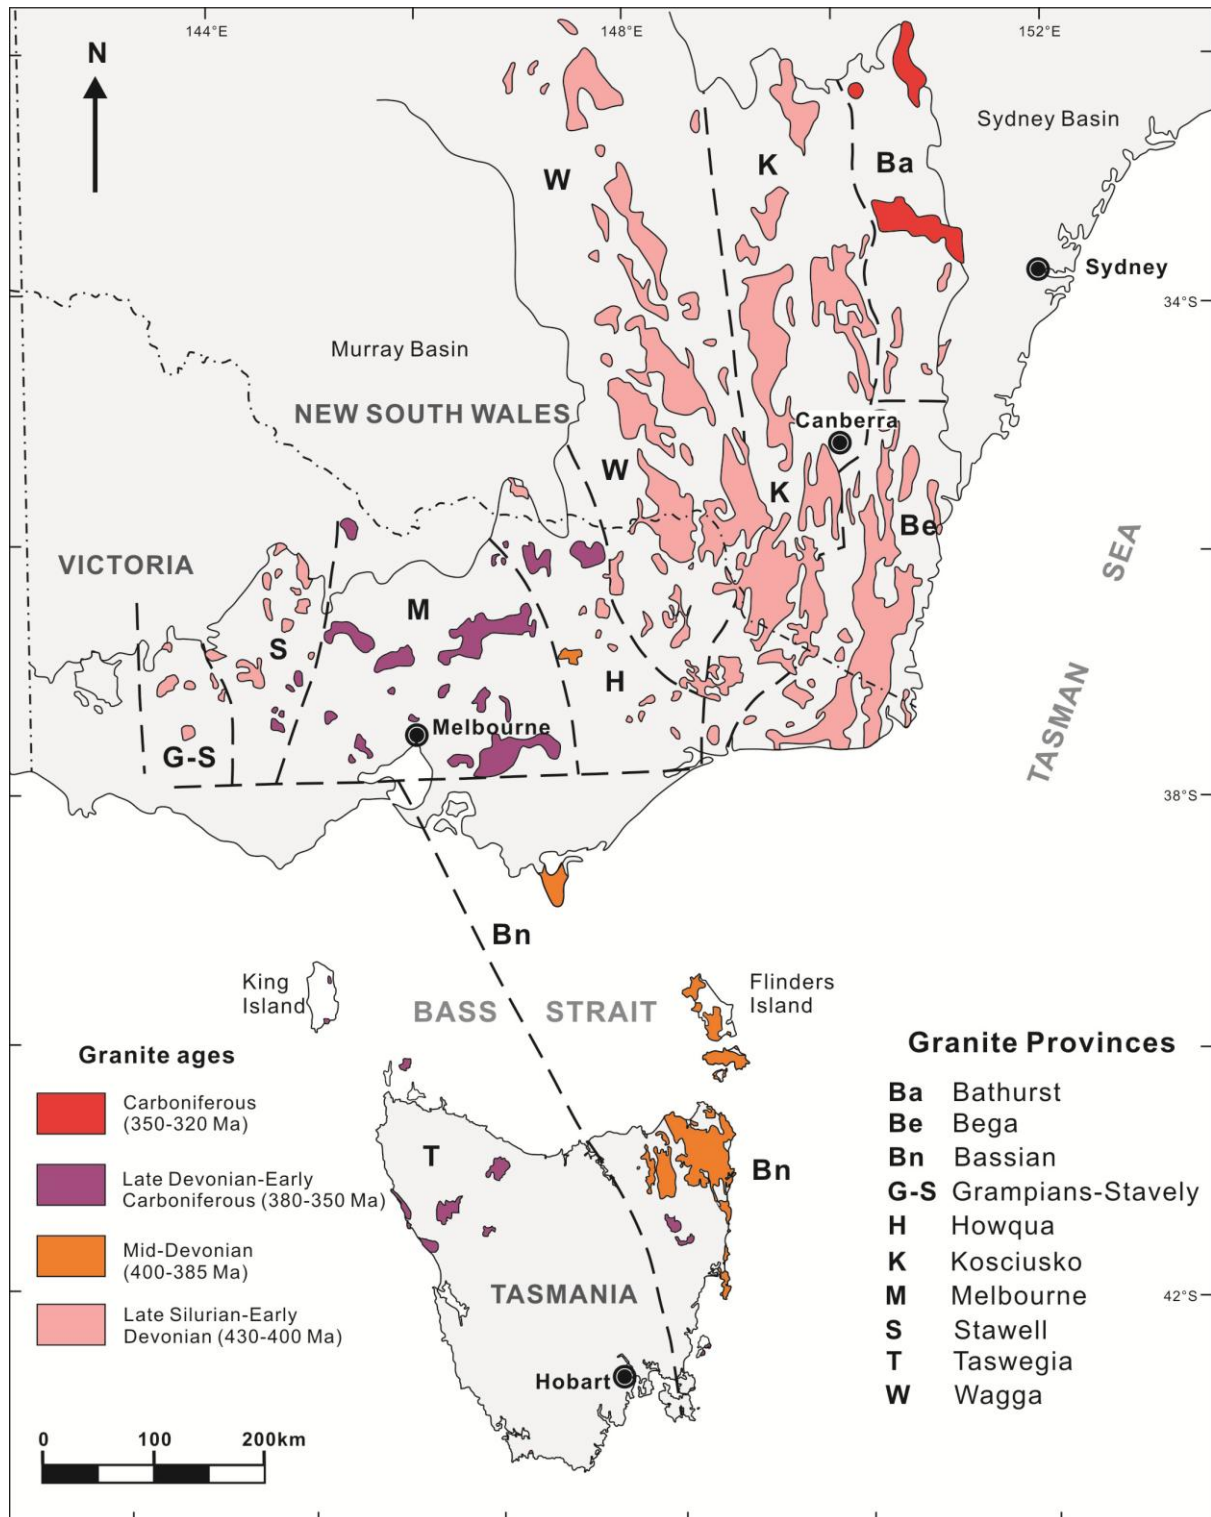 144°E
148°E
152°E
N
Sydney Basin
W
K
Ba
Sydney
34°S
Murray Basin
NEW SOUTH WALES
Canberra
W
K
Be
VICTORIA
SEA
M
S
H
TASMAN
Melbourne
G-S
38°S
Bn
King
Island
Flinders
Island
BASS STRAIT
Granite ages
Carboniferous
(350-320 Ma)
Late Devonian-Early
Carboniferous (380-350 Ma)
Mid-Devonian
(400-385 Ma)
Late Silurian-Early
Devonian (430-400 Ma)
T
Bn
TASMANIA
42°S
Hobart
Granite Provinces
Ba Bathurst
Be Bega
Bn Bassian
G-S Grampians-Stavely
H Howqua
K Kosciusko
M Melbourne
S Stawell
T Taswegia
W Wagga
0 100 200km